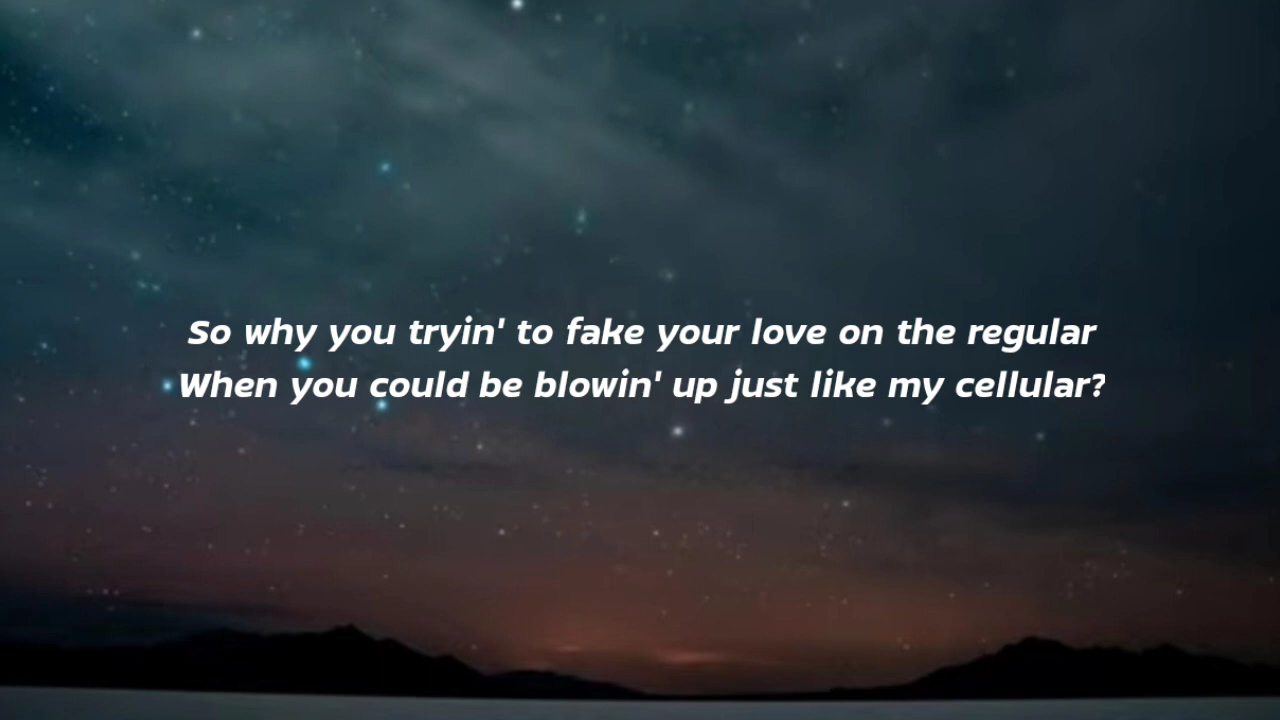 So why you tryin' to fake your love on the regular
When you could be blowin' up just like my cellular?